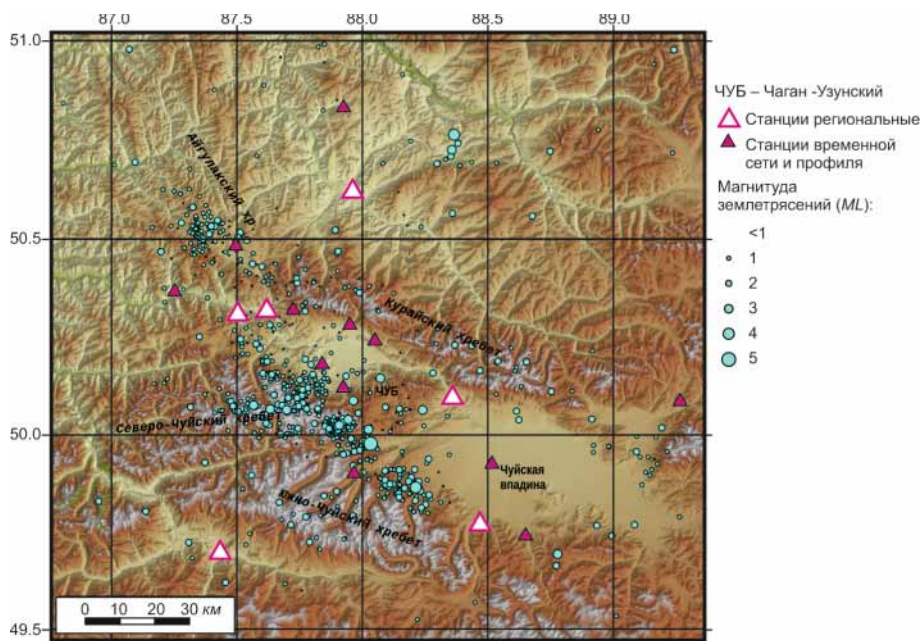 87.0 87.5 88.0 88.5 89.0
51.0
50.5
50.0
49.5
Айгулакский хр.
Курайский хребет
ЧУБ
Северо-Чуйский хребет
Чуйская
впадина
Южно-Чуйский хребет
0 10 20 30 км
ЧУБ – Чаган -Узунский
Станции региональные
Станции временной
сети и профиля
Магнитуда
землетрясений (ML):
<1
1
2
3
4
5